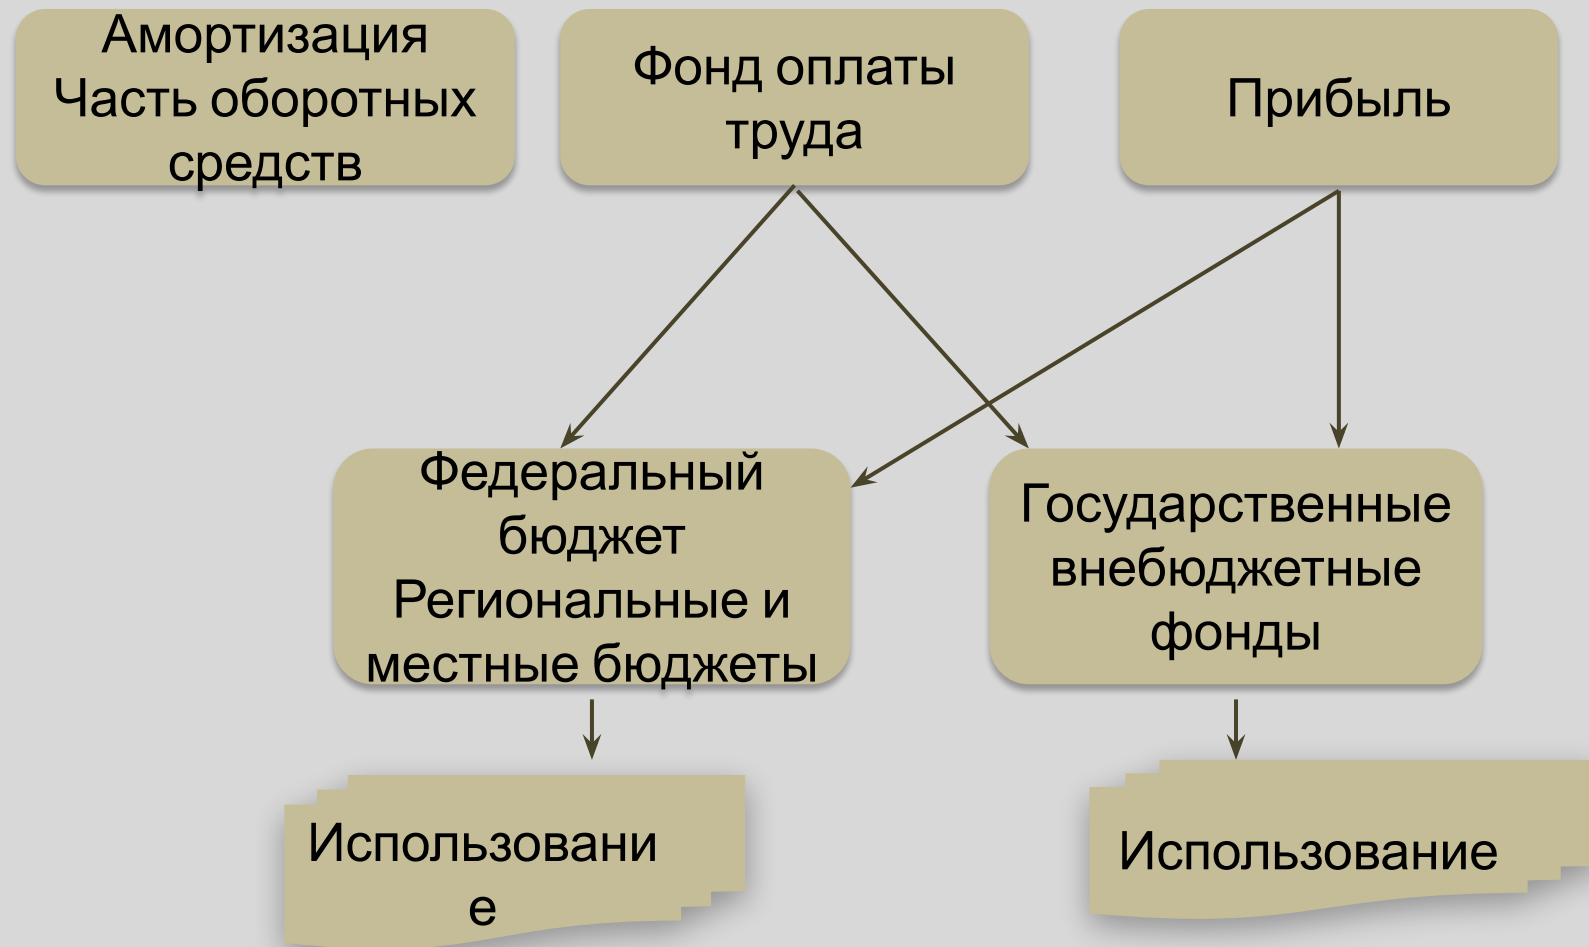 Амортизация
Часть оборотных
средств
Фонд оплаты
труда
Прибыль
Федеральный
бюджет
Региональные и
местные бюджеты
Государственные
внебюджетные
фонды
Использовани
е
Использование